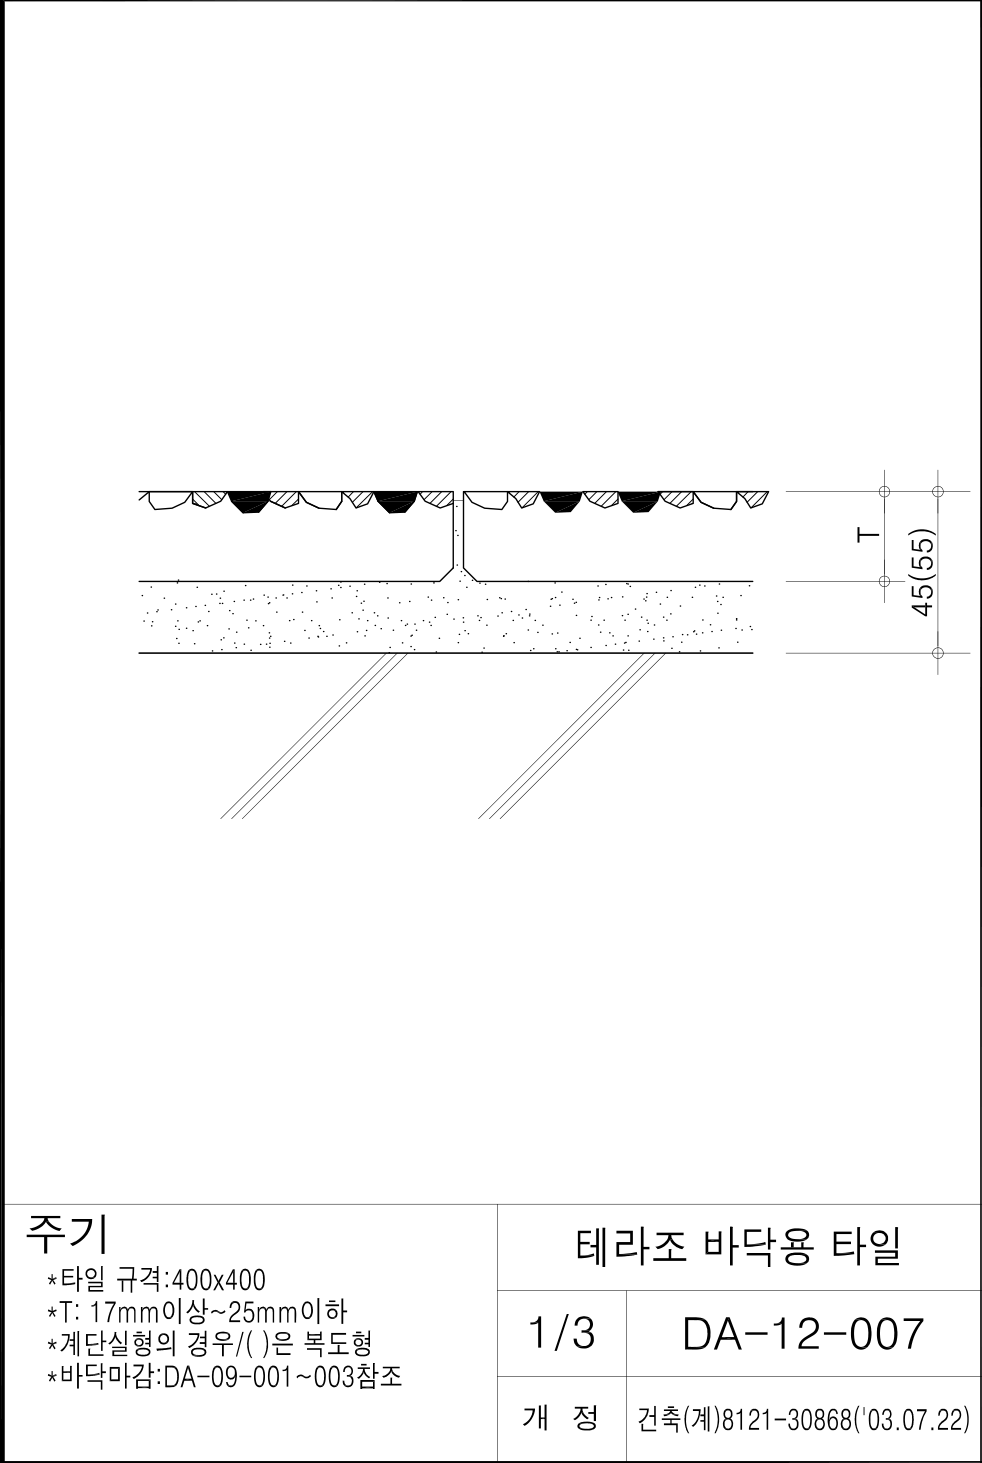 T
45(55)
주기
*타일 규격:400x400
*T: 17mm이상~25mm이하
*계단실형의 경우/( )은 복도형
*바닥마감:DA-09-001~003참조
테라조 바닥용 타일
1/3
DA-12-007
개 정
건축(계)8121-30868('03.07.22)